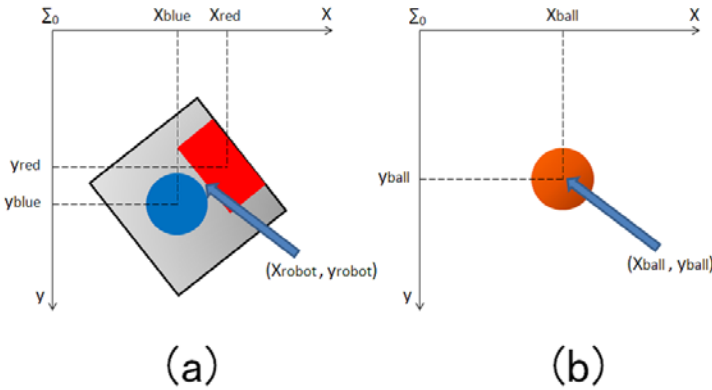 Σ0 Xblue Xred X
yred
yblue
(Xrobot , yrobot)
y
(a)
Σ0 Xball X
yball
(Xball , yball)
y
(b)